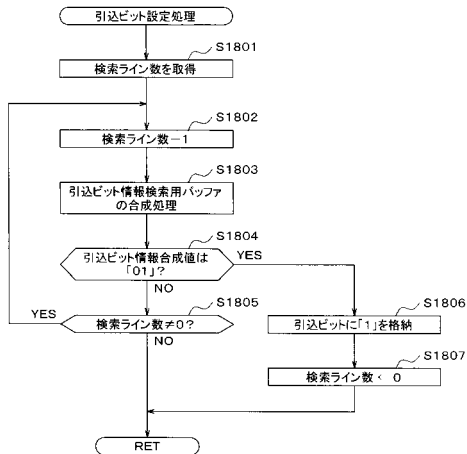 引込ビット設定処理
S1801
検索ライン数を取得
S1802
検索ライン数－1
S1803
引込ビット情報検索用バッファ
の合成処理
S1804
引込ビット情報合成値は
「01」？
YES
NO
S1805
YES
検索ライン数≠0？
NO
S1806
引込ビットに「1」を格納
S1807
検索ライン数← 0
RET